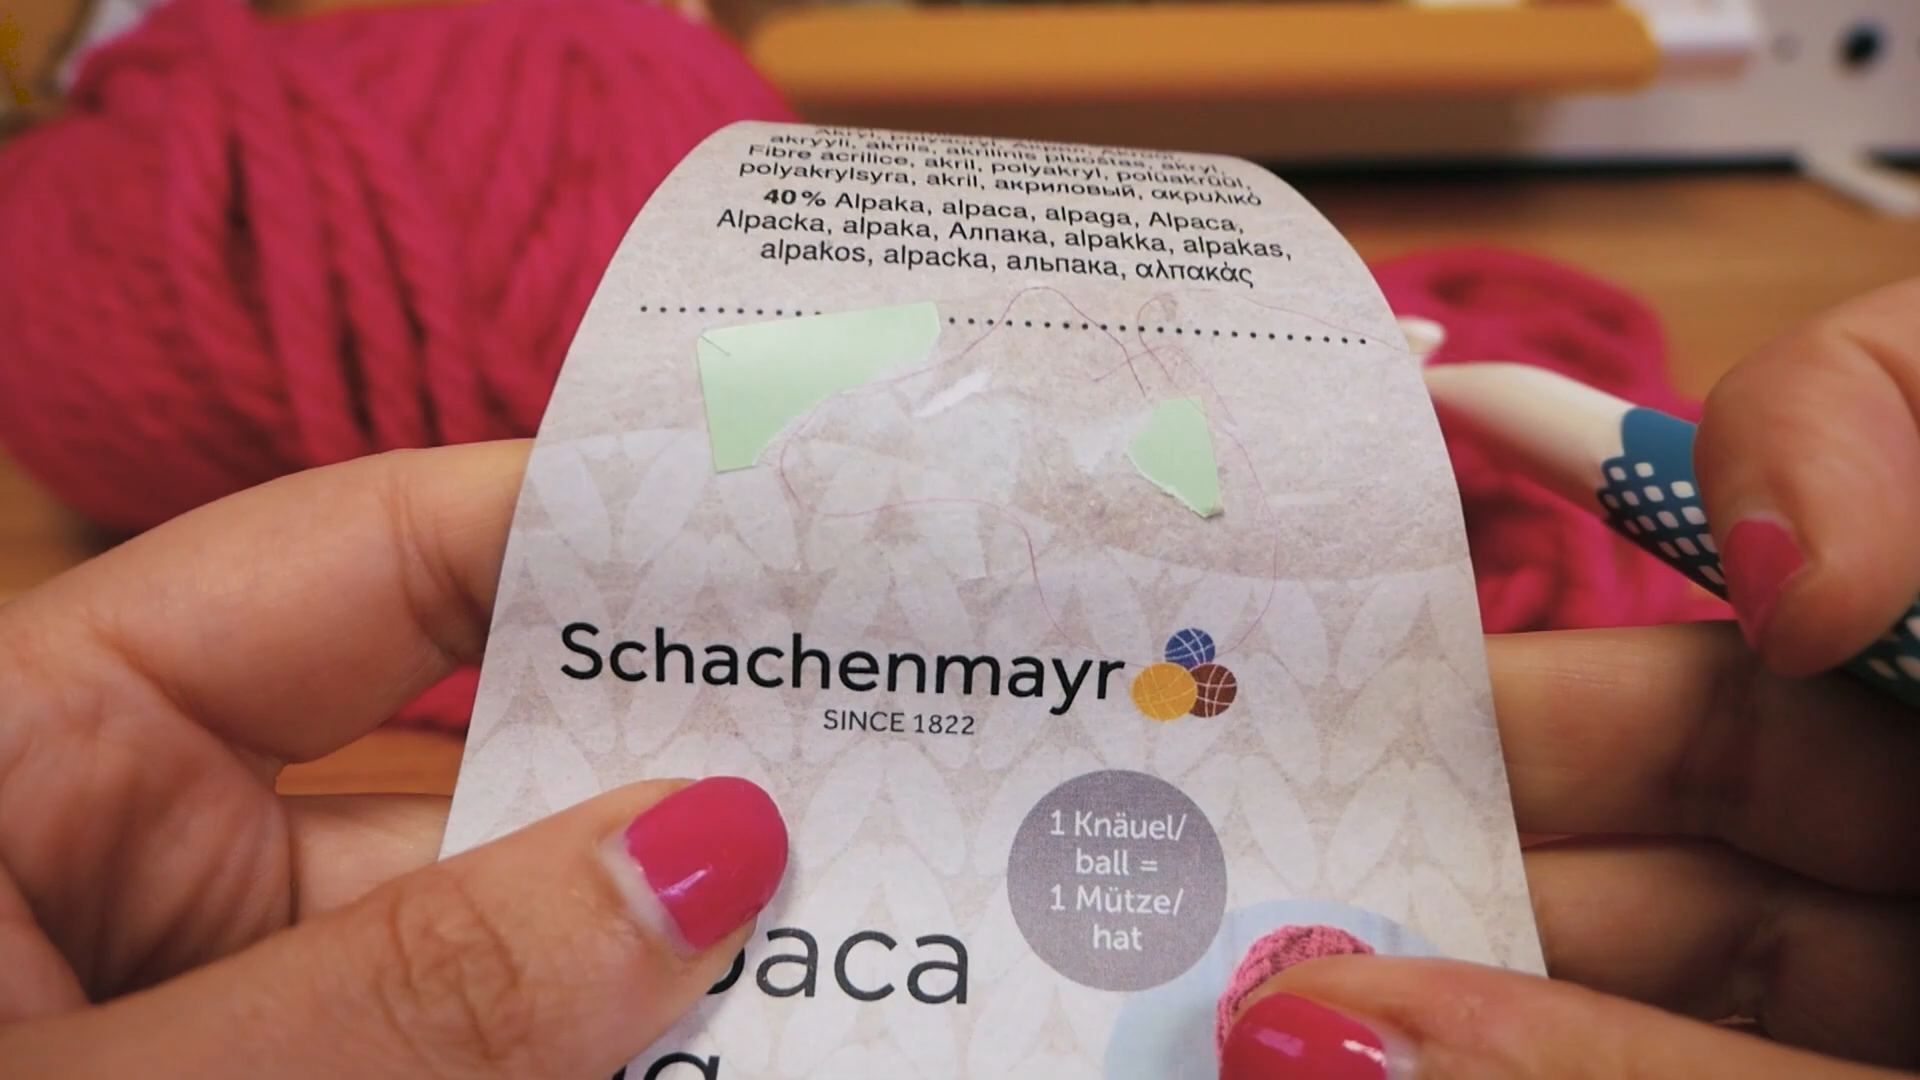 akryyli, akrils, akrilinis pluoštas, akryl,
Fibre acrilice, akril, polyakryl, polüakrüül,
polyakrylsyra, akril, акриловый, ακρυλικό
40% Alpaka, alpaca, alpaga, Alpaca,
Alpacka, alpaka, Алпака, alpakka, alpakas,
alpakos, alpacka, альпака, αλπακάς
Schachenmayr
SINCE 1822
1 Knäuel/
ball =
1 Mütze/
hat
paca